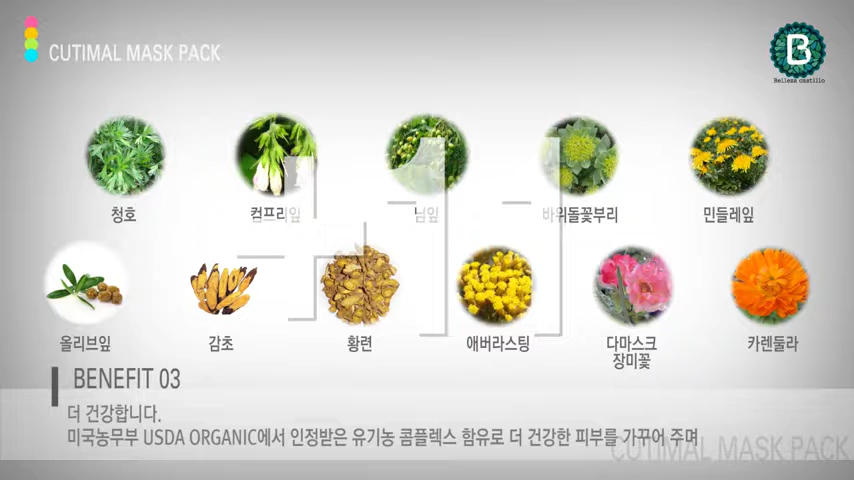 CUTIMAL MASK PACK
B
Belleza castillo
청호
컴프리잎
님잎
바위돌꽃부리
민들레잎
+11
올리브잎
감초
황련
애버라스팅
다마스크
장미꽃
카렌둘라
BENEFIT 03
더 건강합니다.
미국농무부 USDA ORGANIC에서 인정받은 유기농 콤플렉스 함유로 더 건강한 피부를 가꾸어 주며
CUTIMAL MASK PACK